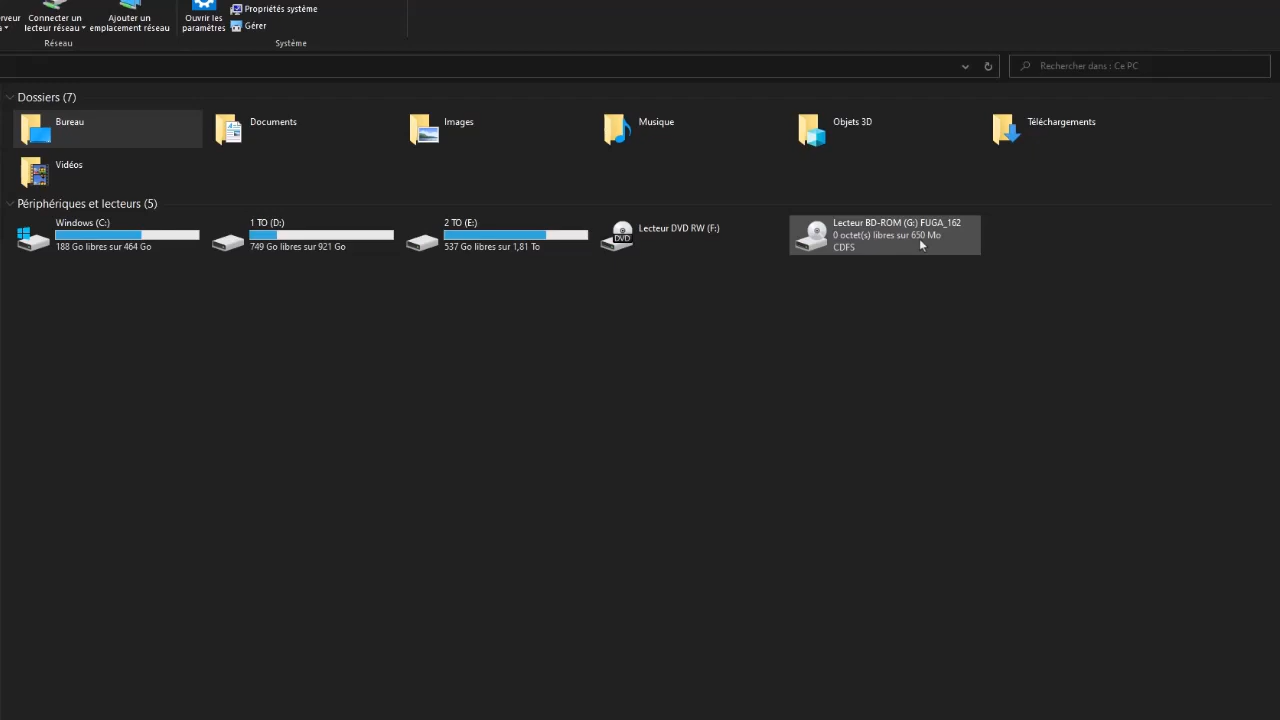 rveur
Connecter un
lecteur réseau
Ajouter un
emplacement réseau
Ouvrir les
paramètres
Propriétés système
Gérer
Réseau
Système
Rechercher dans : Ce PC
Dossiers (7)
Bureau
Documents
Images
Musique
Objets 3D
Téléchargements
Vidéos
Périphériques et lecteurs (5)
Windows (C:)
188 Go libres sur 464 Go
1 TO (D:)
749 Go libres sur 921 Go
2 TO (E:)
537 Go libres sur 1,81 To
DVD
Lecteur DVD RW (F:)
Lecteur BD-ROM (G:) FUGA_162
0 octet(s) libres sur 650 Mo
CDFS